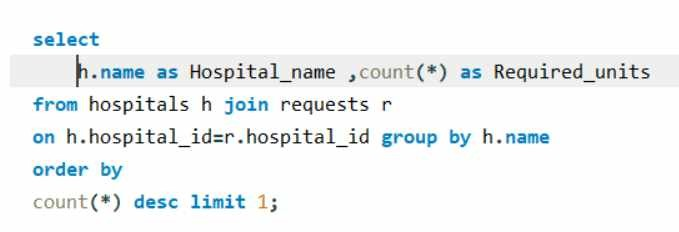 select
h.name as Hospital_name ,count(*) as Required_units
from hospitals h join requests r
on h.hospital_id=r.hospital_id group by h.name
order by
count(*) desc limit 1;